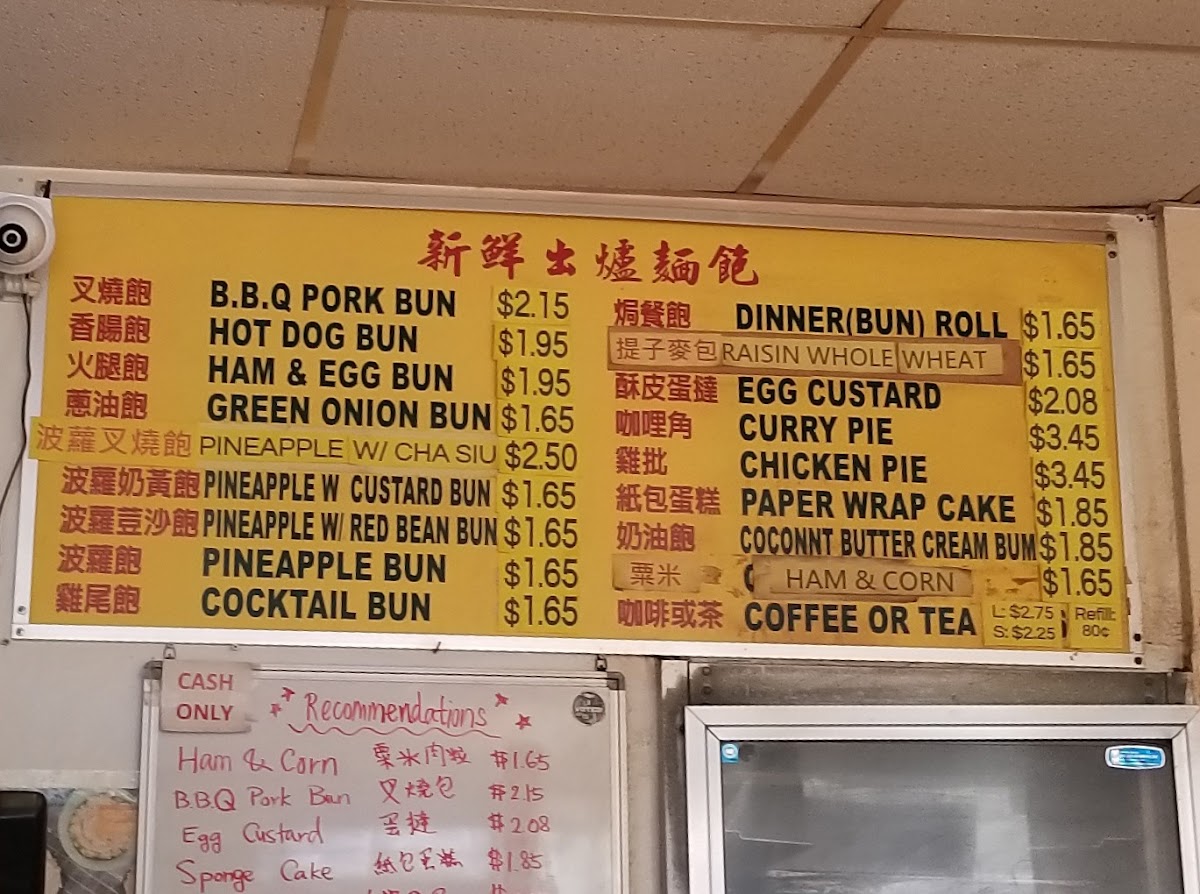 新鮮出爐麵飽
叉燒飽 B.B.Q PORK BUN $2.15
香腸飽 HOT DOG BUN $1.95
火腿飽 HAM & EGG BUN $1.95
蔥油飽 GREEN ONION BUN $1.65
波蘿叉燒飽 PINEAPPLE W/ CHA SIU $2.50
波蘿奶黃飽 PINEAPPLE W CUSTARD BUN $1.65
波蘿荳沙飽 PINEAPPLE W/ RED BEAN BUN $1.65
波蘿飽 PINEAPPLE BUN $1.65
雞尾飽 COCKTAIL BUN $1.65
焗餐飽 DINNER(BUN) ROLL $1.65
提子麥包 RAISIN WHOLE WHEAT $1.65
酥皮蛋撻 EGG CUSTARD $2.08
咖哩角 CURRY PIE $3.45
雞批 CHICKEN PIE $3.45
紙包蛋糕 PAPER WRAP CAKE $1.85
奶油飽 COCONNT BUTTER CREAM BUM $1.85
粟米 HAM & CORN $1.65
咖啡或茶 COFFEE OR TEA L: $2.75 S: $2.25 Refill: 80¢
CASH
ONLY
Recommendations
Ham & Corn 粟米肉粒 $1.65
B.B.Q Pork Bun 叉燒包 $2.15
Egg Custard 蛋撻 $2.08
Sponge Cake 紙包蛋糕 $1.85